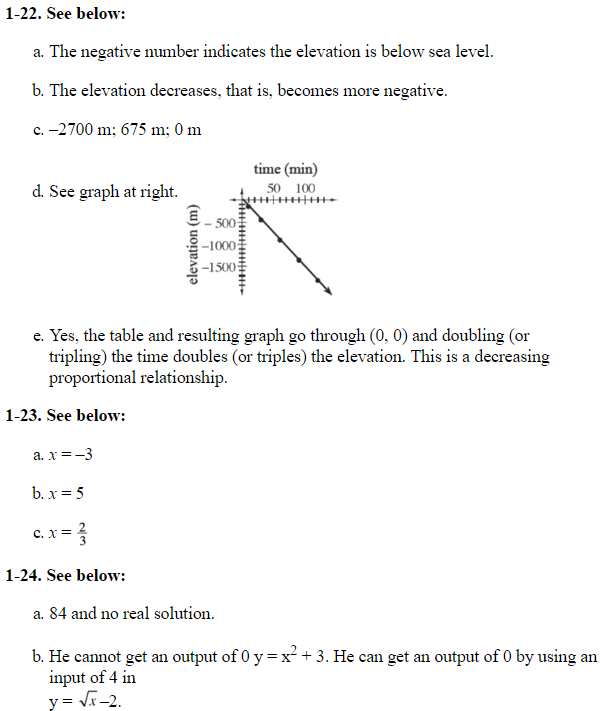 1-22. See below:
a. The negative number indicates the elevation is below sea level.
b. The elevation decreases, that is, becomes more negative.
c. –2700 m; 675 m; 0 m
time (min)
d. See graph at right.
50 100
elevation (m)
– 500
–1000
–1500
e. Yes, the table and resulting graph go through (0, 0) and doubling (or
tripling) the time doubles (or triples) the elevation. This is a decreasing
proportional relationship.
1-23. See below:
a. x = –3
b. x = 5
c. x = 2/3
1-24. See below:
a. 84 and no real solution.
b. He cannot get an output of 0 y = x² + 3. He can get an output of 0 by using an
input of 4 in
y = √x –2.